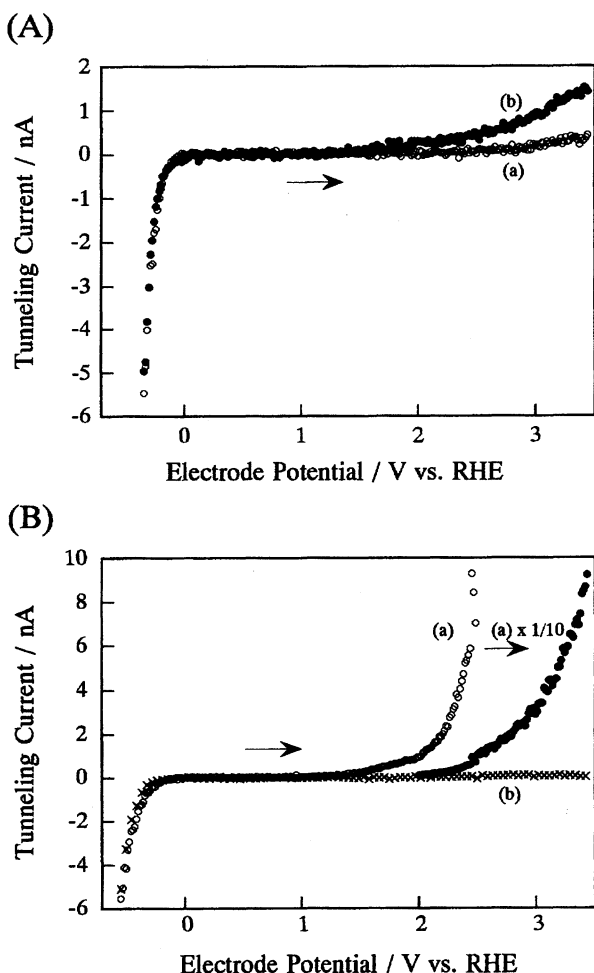 (A)
2
1
0
-1
-2
-3
-4
-5
-6
Tunneling Current / nA
(b)
(a)
0 1 2 3
Electrode Potential / V vs. RHE
(B)
10
8
6
4
2
0
-2
-4
-6
Tunneling Current / nA
(a) (a) x 1/10
(b)
0 1 2 3
Electrode Potential / V vs. RHE